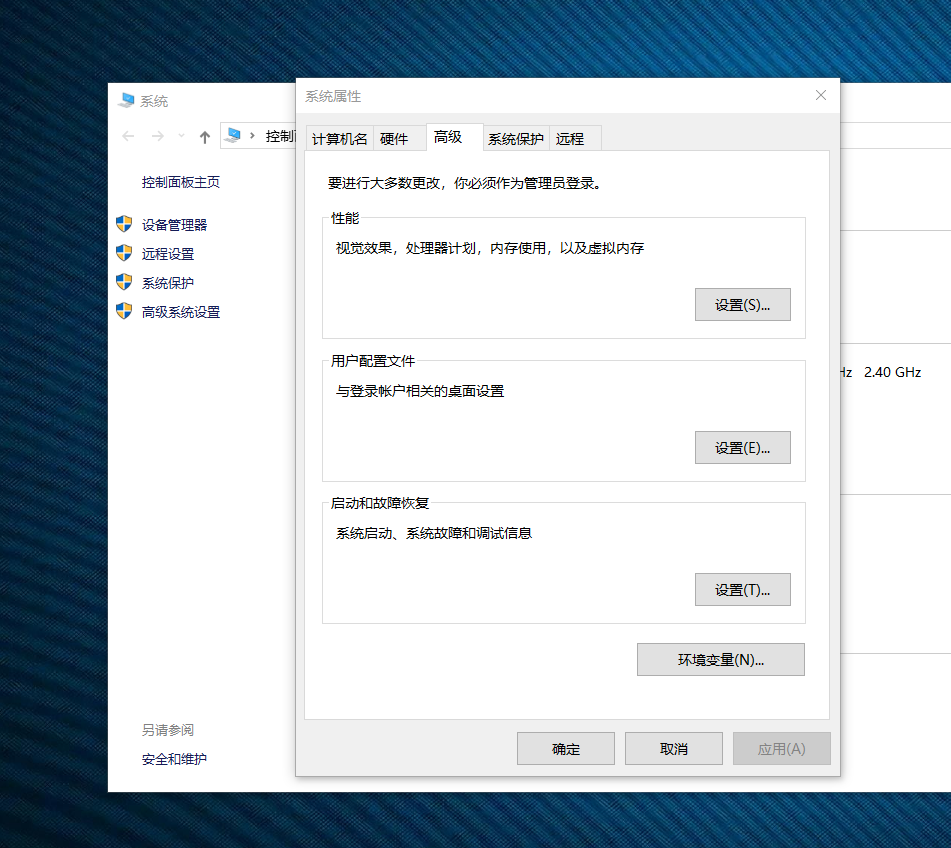 系统
系统属性
控制
计算机名
硬件
高级
系统保护
远程
控制面板主页
设备管理器
远程设置
系统保护
高级系统设置
要进行大多数更改，你必须作为管理员登录。
性能
视觉效果，处理器计划，内存使用，以及虚拟内存
设置(S)...
用户配置文件
与登录帐户相关的桌面设置
设置(E)...
Hz 2.40 GHz
启动和故障恢复
系统启动、系统故障和调试信息
设置(T)...
环境变量(N)...
另请参阅
安全和维护
确定
取消
应用(A)